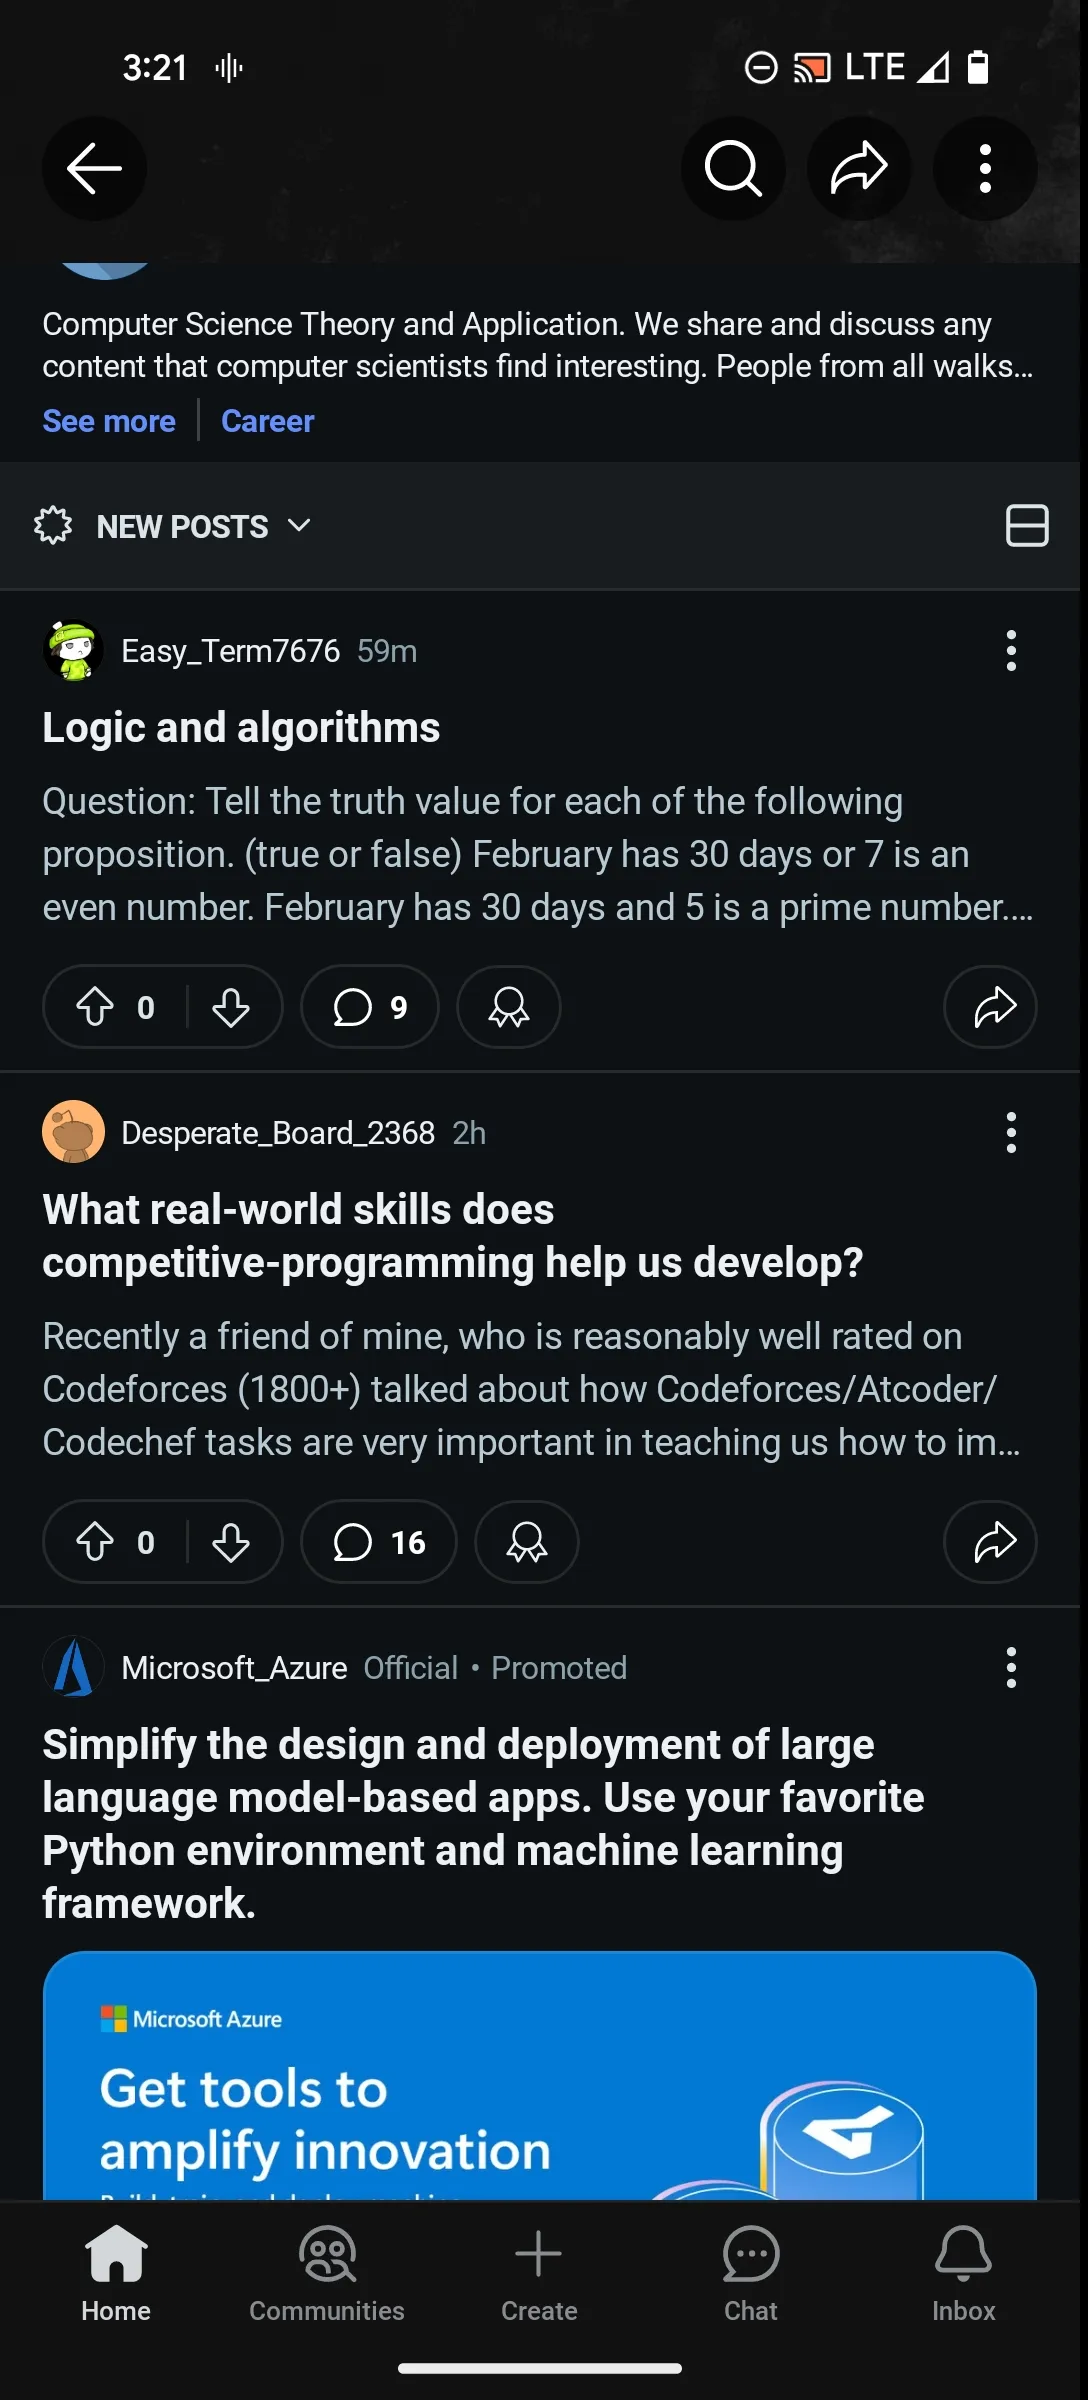 3:21
LTE
Computer Science Theory and Application. We share and discuss any
content that computer scientists find interesting. People from all walks...
See more | Career
NEW POSTS
Easy_Term7676 59m
Logic and algorithms
Question: Tell the truth value for each of the following
proposition. (true or false) February has 30 days or 7 is an
even number. February has 30 days and 5 is a prime number....
0
9
Desperate_Board_2368 2h
What real-world skills does
competitive-programming help us develop?
Recently a friend of mine, who is reasonably well rated on
Codeforces (1800+) talked about how Codeforces/Atcoder/
Codechef tasks are very important in teaching us how to im...
0
16
Microsoft_Azure Official • Promoted
Simplify the design and deployment of large
language model-based apps. Use your favorite
Python environment and machine learning
framework.
Microsoft Azure
Get tools to
amplify innovation
Home
Communities
Create
Chat
Inbox